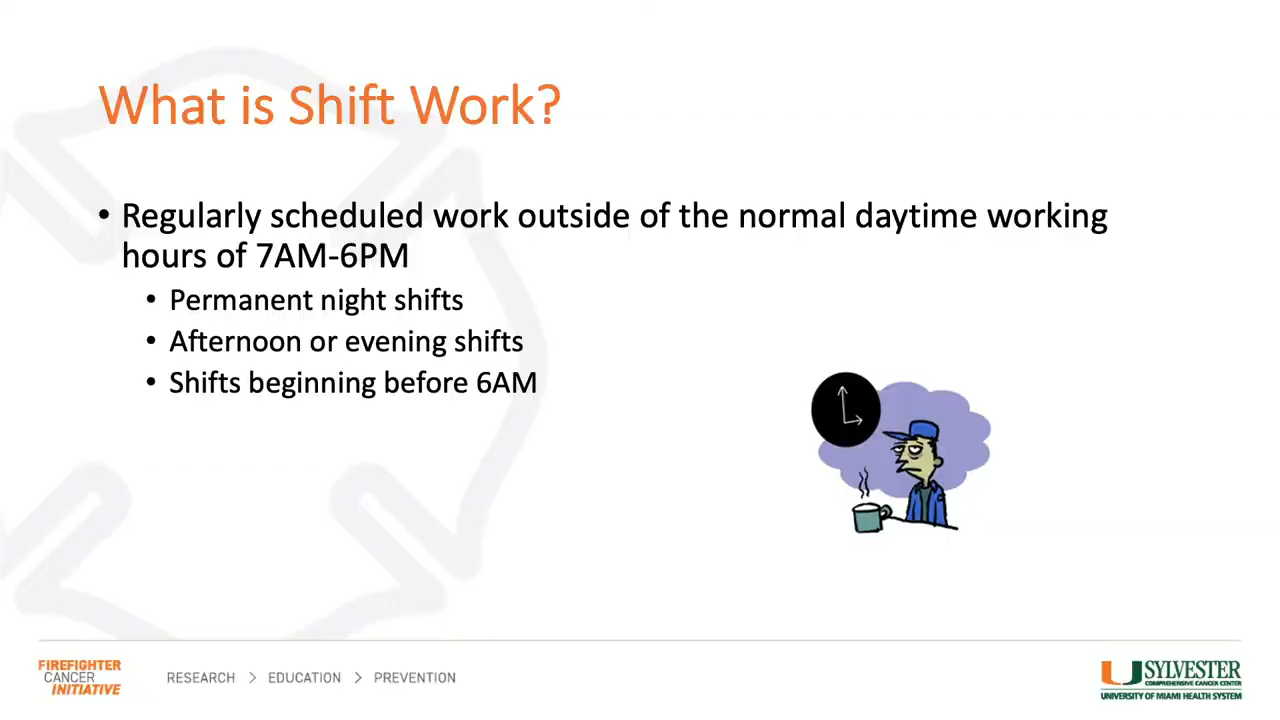 What is Shift Work?
• Regularly scheduled work outside of the normal daytime working
hours of 7AM-6PM
• Permanent night shifts
• Afternoon or evening shifts
• Shifts beginning before 6AM
FIREFIGHTER
CANCER
INITIATIVE
RESEARCH > EDUCATION > PREVENTION
SYLVESTER
COMPREHENSIVE CANCER CENTER
UNIVERSITY OF MIAMI HEALTH SYSTEM